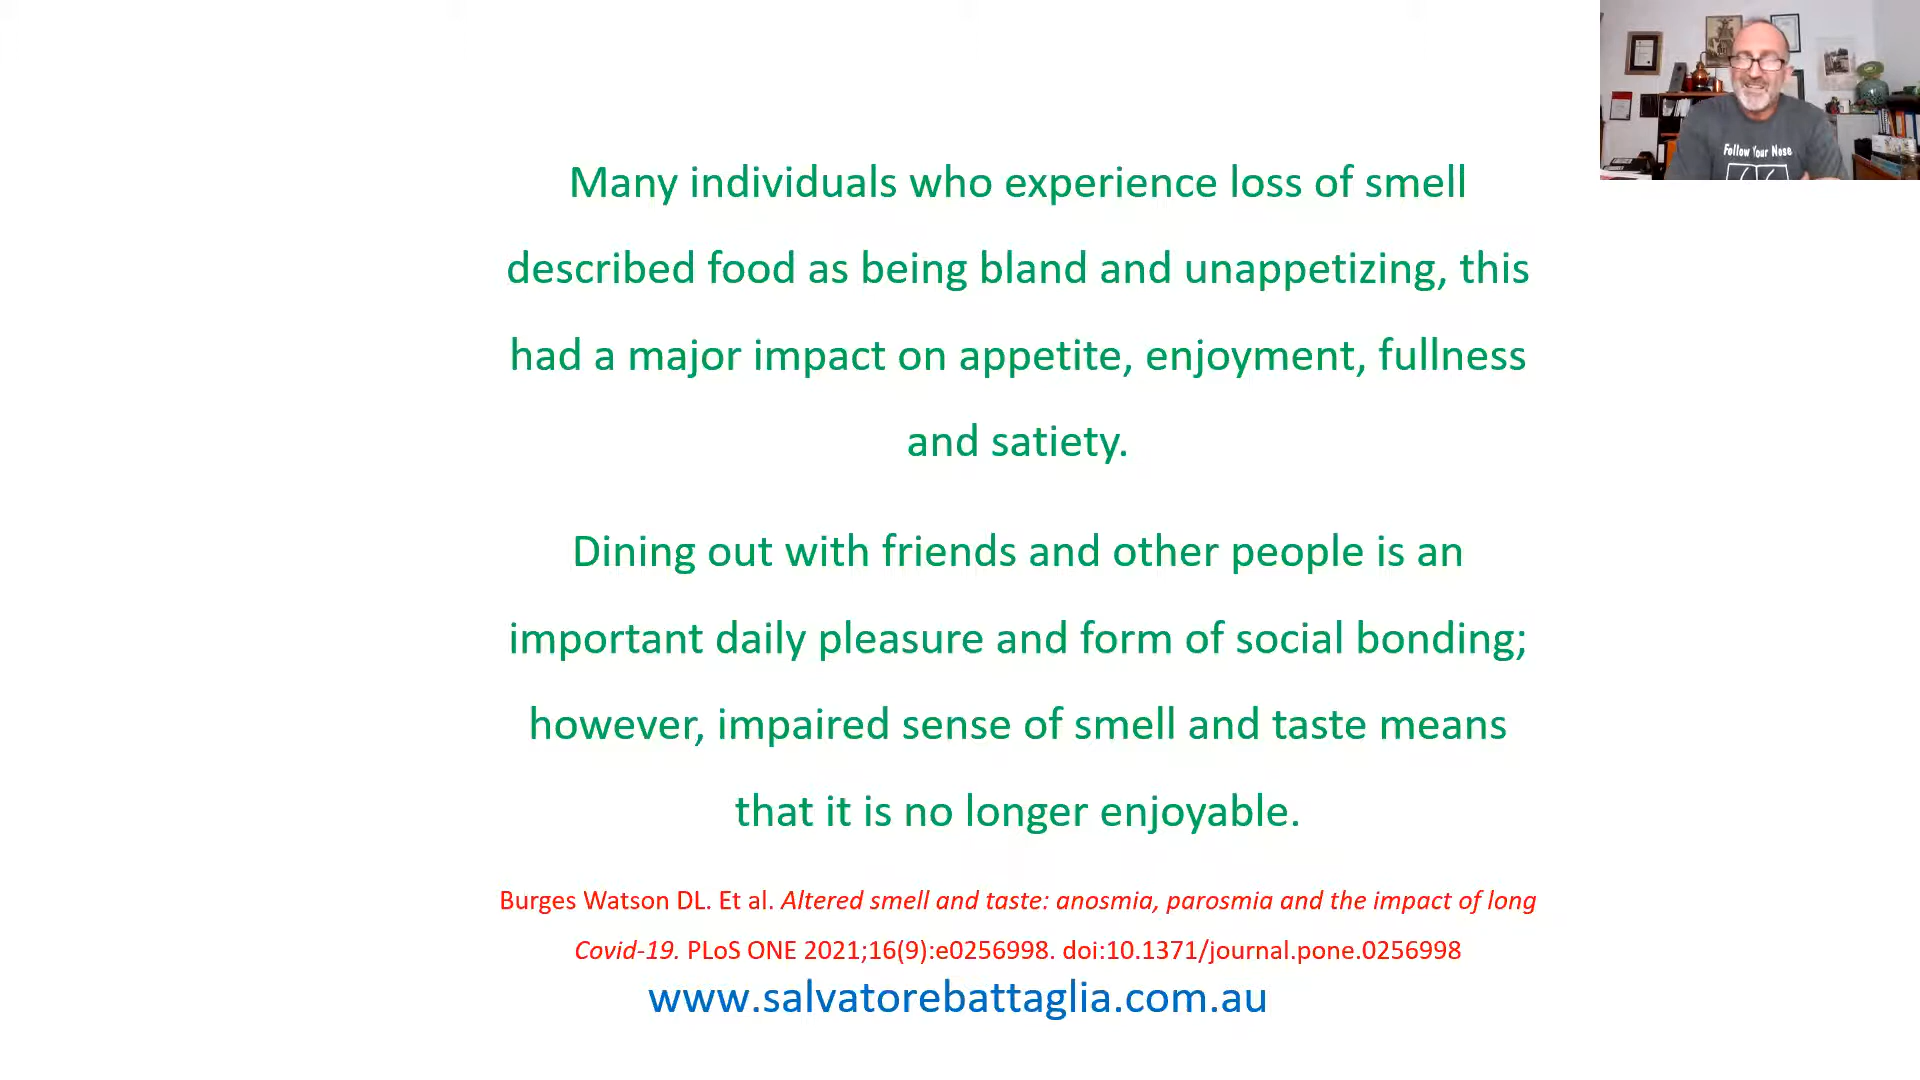 Follow Your Nose
Many individuals who experience loss of smell
described food as being bland and unappetizing, this
had a major impact on appetite, enjoyment, fullness
and satiety.
Dining out with friends and other people is an
important daily pleasure and form of social bonding;
however, impaired sense of smell and taste means
that it is no longer enjoyable.
Burges Watson DL. Et al. Altered smell and taste: anosmia, parosmia and the impact of long
Covid-19. PLoS ONE 2021;16(9):e0256998. doi:10.1371/journal.pone.0256998
www.salvatorebattaglia.com.au